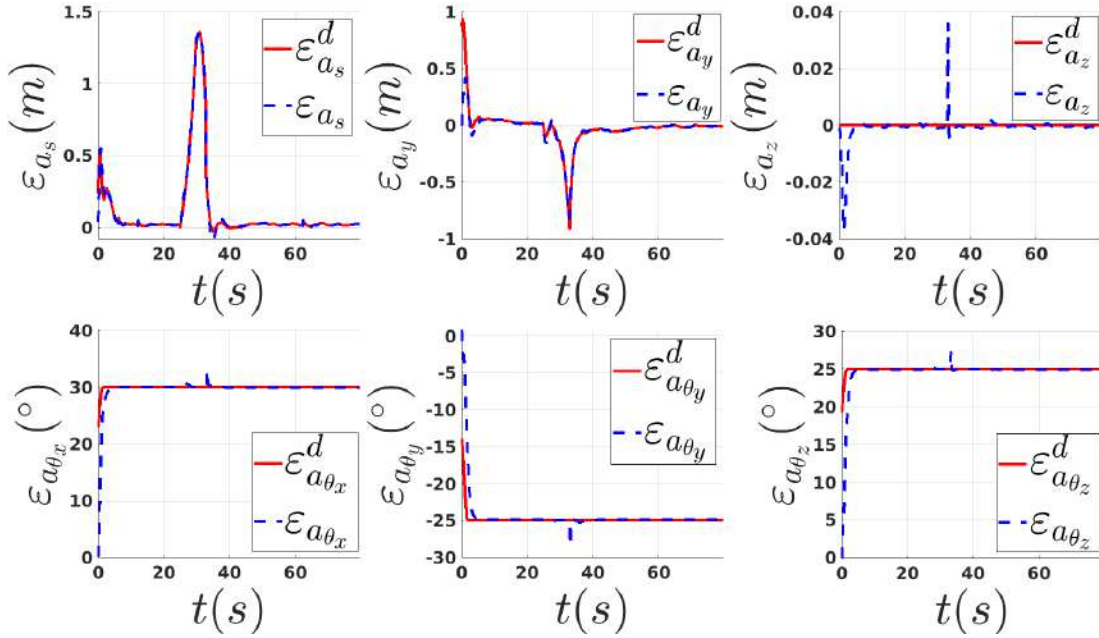 1.5
1
0.5
0
0 20 40 60
ε_{a_s}(m)
t(s)
ε^d_{a_s}
ε_{a_s}
1
0.5
0
-0.5
-1
0 20 40 60
ε_{a_y}(m)
t(s)
ε^d_{a_y}
ε_{a_y}
0.04
0.02
0
-0.02
-0.04
0 20 40 60
ε_{a_z}(m)
t(s)
ε^d_{a_z}
ε_{a_z}
40
30
20
10
0
0 20 40 60
ε_{a_{θ_x}}(°)
t(s)
ε^d_{a_{θ_x}}
ε_{a_{θ_x}}
0
-5
-10
-15
-20
-25
-30
0 20 40 60
ε_{a_{θ_y}}(°)
t(s)
ε^d_{a_{θ_y}}
ε_{a_{θ_y}}
30
25
20
15
10
5
0
0 20 40 60
ε_{a_{θ_z}}(°)
t(s)
ε^d_{a_{θ_z}}
ε_{a_{θ_z}}